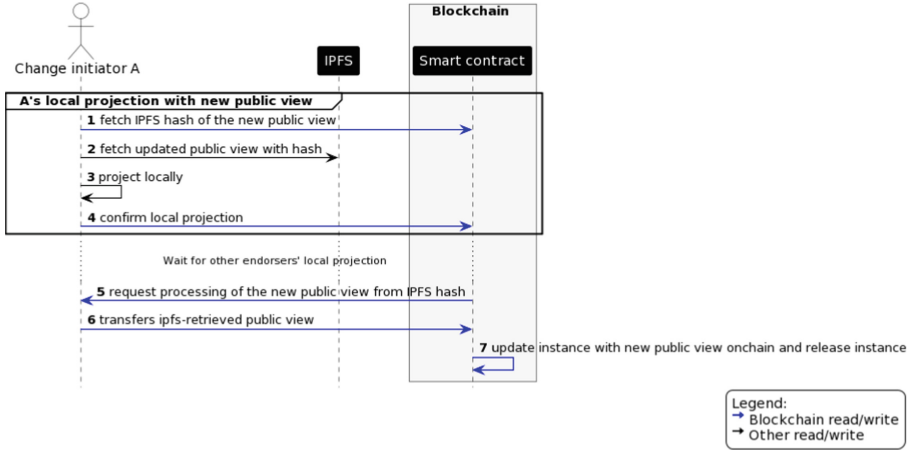 Blockchain
Change initiator A
IPFS
Smart contract
A's local projection with new public view
1 fetch IPFS hash of the new public view
2 fetch updated public view with hash
3 project locally
4 confirm local projection
Wait for other endorsers' local projection
5 request processing of the new public view from IPFS hash
6 transfers ipfs-retrieved public view
7 update instance with new public view onchain and release instance
Legend:
Blockchain read/write
Other read/write